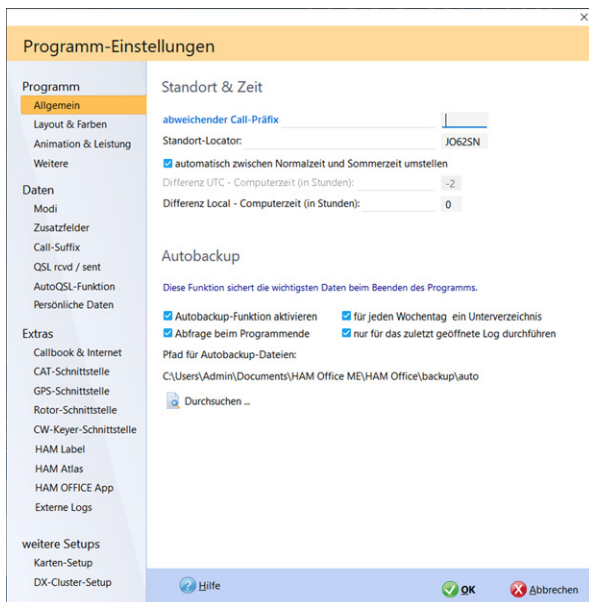 Programm-Einstellungen
Programm
Allgemein
Layout & Farben
Animation & Leistung
Weitere
Daten
Modi
Zusatzfelder
Call-Suffix
QSL rcvd / sent
AutoQSL-Funktion
Persönliche Daten
Extras
Callbook & Internet
CAT-Schnittstelle
GPS-Schnittstelle
Rotor-Schnittstelle
CW-Keyer-Schnittstelle
HAM Label
HAM Atlas
HAM OFFICE App
Externe Logs
weitere Setups
Karten-Setup
DX-Cluster-Setup
Standort & Zeit
abweichender Call-Präfix
Standort-Locator: JO62SN
automatisch zwischen Normalzeit und Sommerzeit umstellen
Differenz UTC - Computerzeit (in Stunden): -2
Differenz Local - Computerzeit (in Stunden): 0
Autobackup
Diese Funktion sichert die wichtigsten Daten beim Beenden des Programms.
Autobackup-Funktion aktivieren für jeden Wochentag ein Unterverzeichnis
Abfrage beim Programmende nur für das zuletzt geöffnete Log durchführen
Pfad für Autobackup-Dateien:
C:\Users\Admin\Documents\HAM Office ME\HAM Office\backup\auto
Durchsuchen ...
Hilfe OK Abbrechen